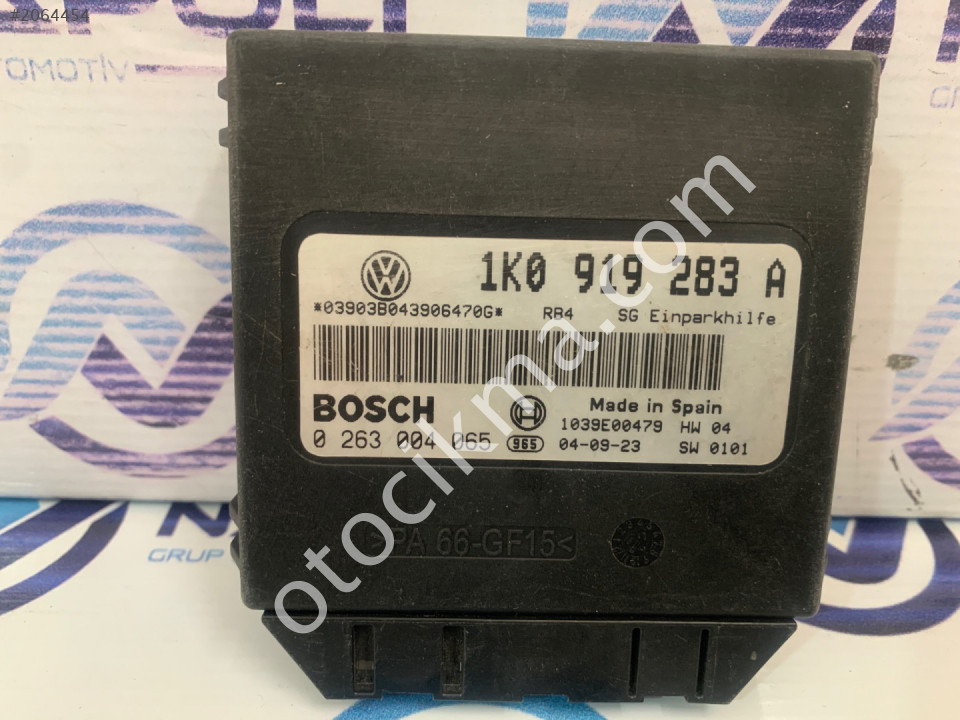 #2064454
OTOMOTİV
GR
1K0 919 283 A
*03903B043906470G* RB4 SG Einparkhilfe
BOSCH
Made in Spain
1039E00479 HW 04
0 263 004 065 965 04-09-23 SW 0101
>PA 66-GF15<
GRUP
otocikma.com